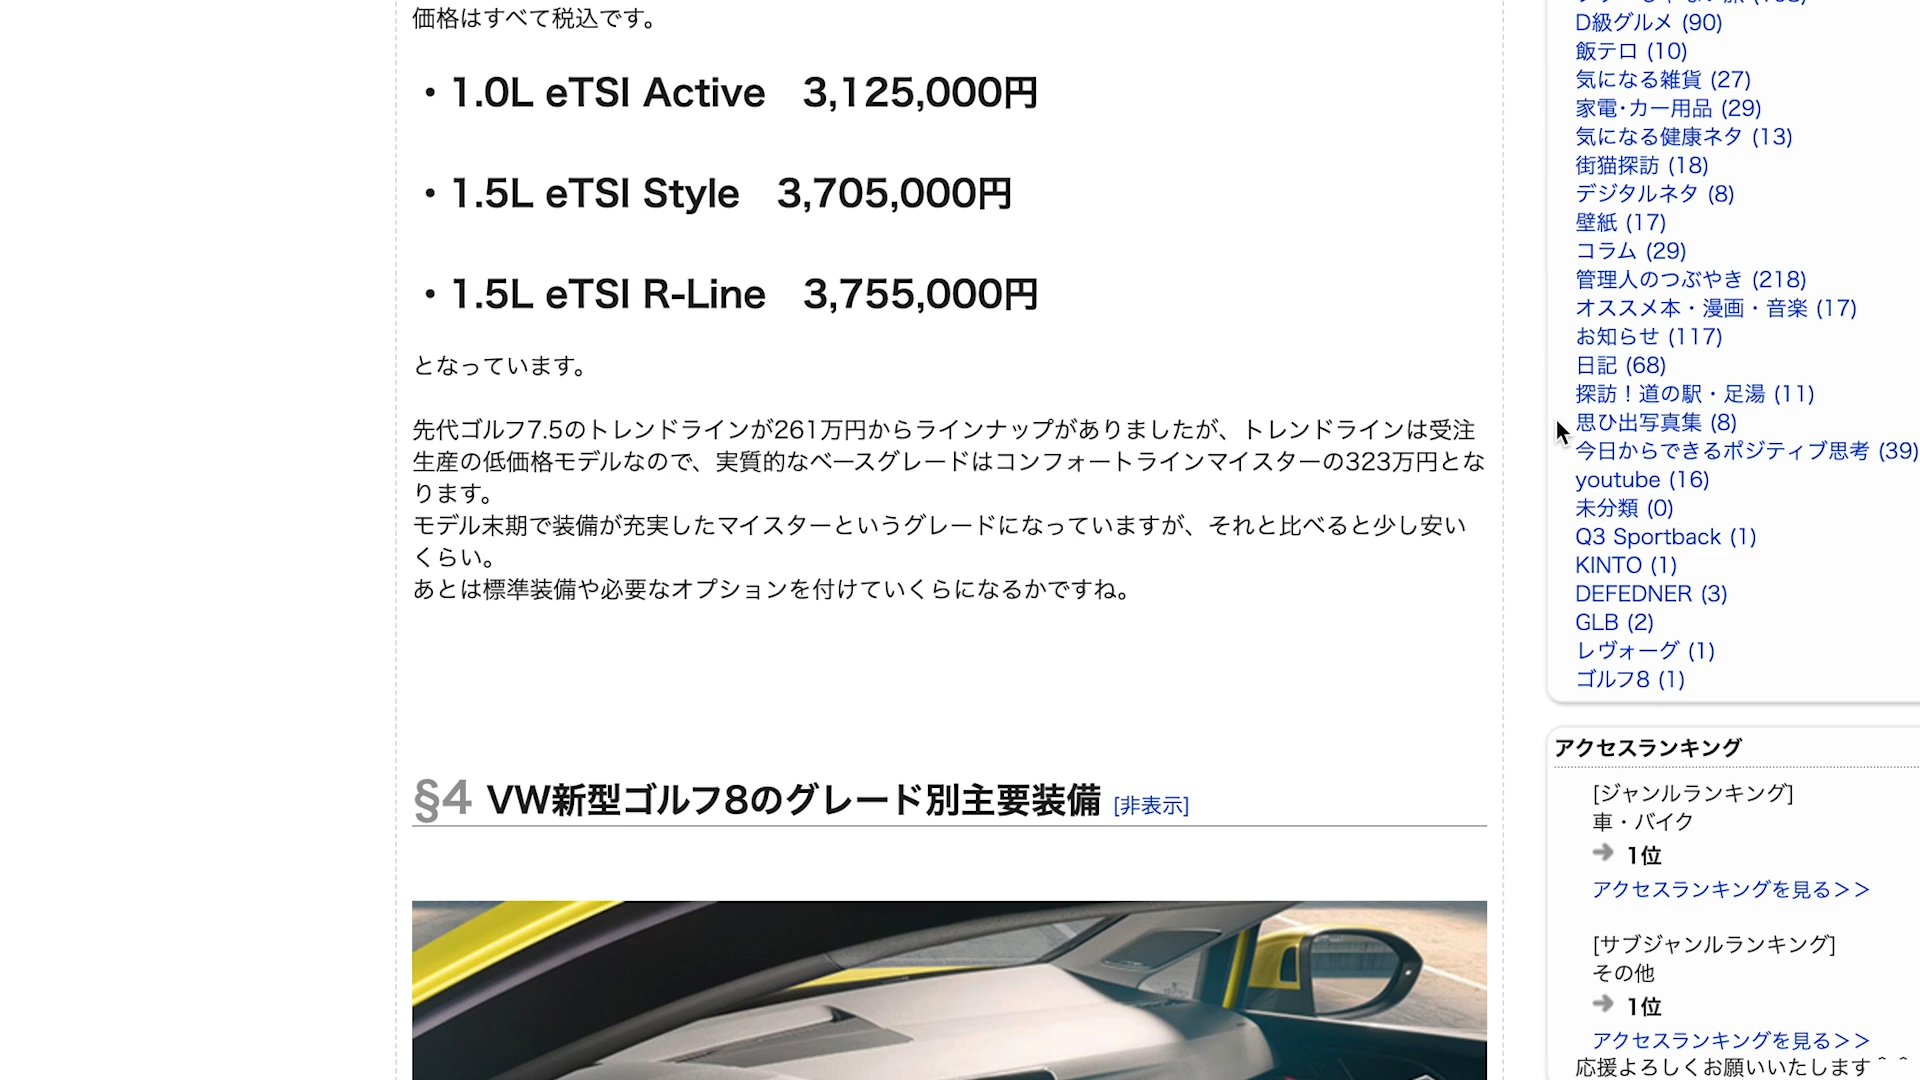 価格はすべて税込です。
・1.0L eTSI Active　3,125,000円
・1.5L eTSI Style　3,705,000円
・1.5L eTSI R-Line　3,755,000円
となっています。
先代ゴルフ7.5のトレンドラインが261万円からラインナップがありましたが、トレンドラインは受注
生産の低価格モデルなので、実質的なベースグレードはコンフォートラインマイスターの323万円とな
ります。
モデル末期で装備が充実したマイスターというグレードになっていますが、それと比べると少し安い
くらい。
あとは標準装備や必要なオプションを付けていくらになるかですね。
§4 VW新型ゴルフ8のグレード別主要装備 [非表示]
D級グルメ (90)
飯テロ (10)
気になる雑貨 (27)
家電･カー用品 (29)
気になる健康ネタ (13)
街猫探訪 (18)
デジタルネタ (8)
壁紙 (17)
コラム (29)
管理人のつぶやき (218)
オススメ本・漫画・音楽 (17)
お知らせ (117)
日記 (68)
探訪！道の駅・足湯 (11)
思ひ出写真集 (8)
今日からできるポジティブ思考 (39)
youtube (16)
未分類 (0)
Q3 Sportback (1)
KINTO (1)
DEFEDNER (3)
GLB (2)
レヴォーグ (1)
ゴルフ8 (1)
アクセスランキング
[ジャンルランキング]
車・バイク
1位
アクセスランキングを見る＞＞
[サブジャンルランキング]
その他
1位
アクセスランキングを見る＞＞
応援よろしくお願いいたします＾＾